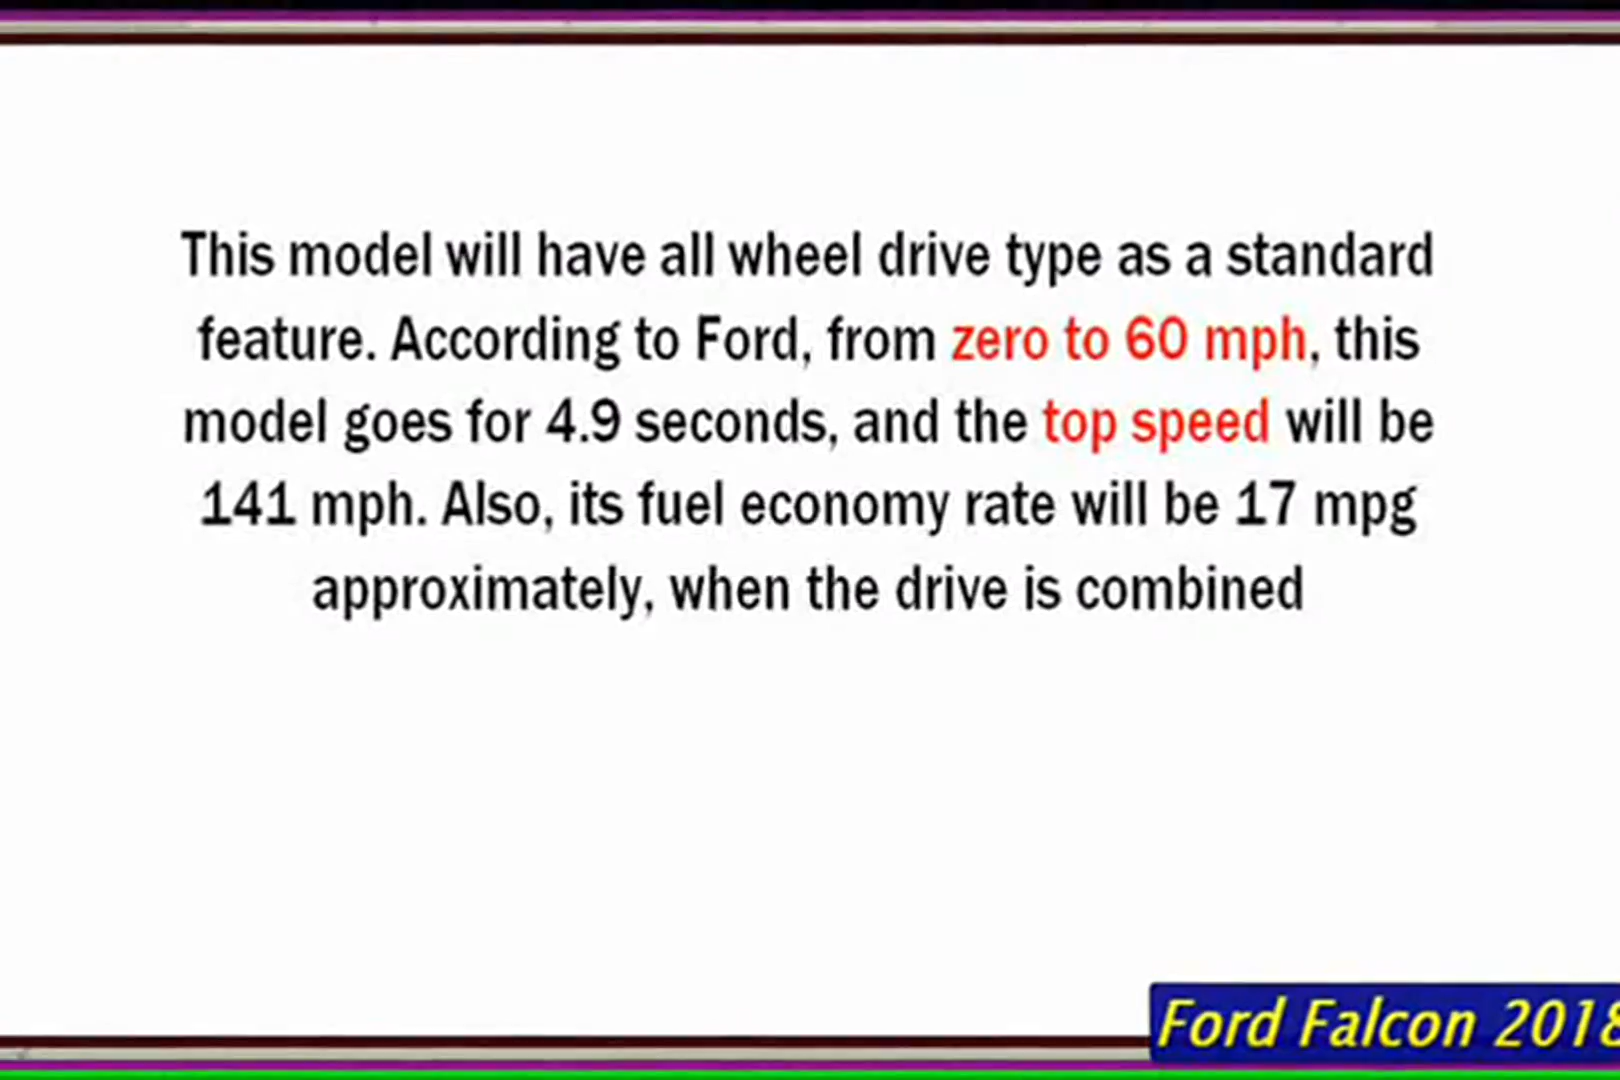 This model will have all wheel drive type as a standard
feature. According to Ford, from zero to 60 mph, this
model goes for 4.9 seconds, and the top speed will be
141 mph. Also, its fuel economy rate will be 17 mpg
approximately, when the drive is combined
Ford Falcon 2018